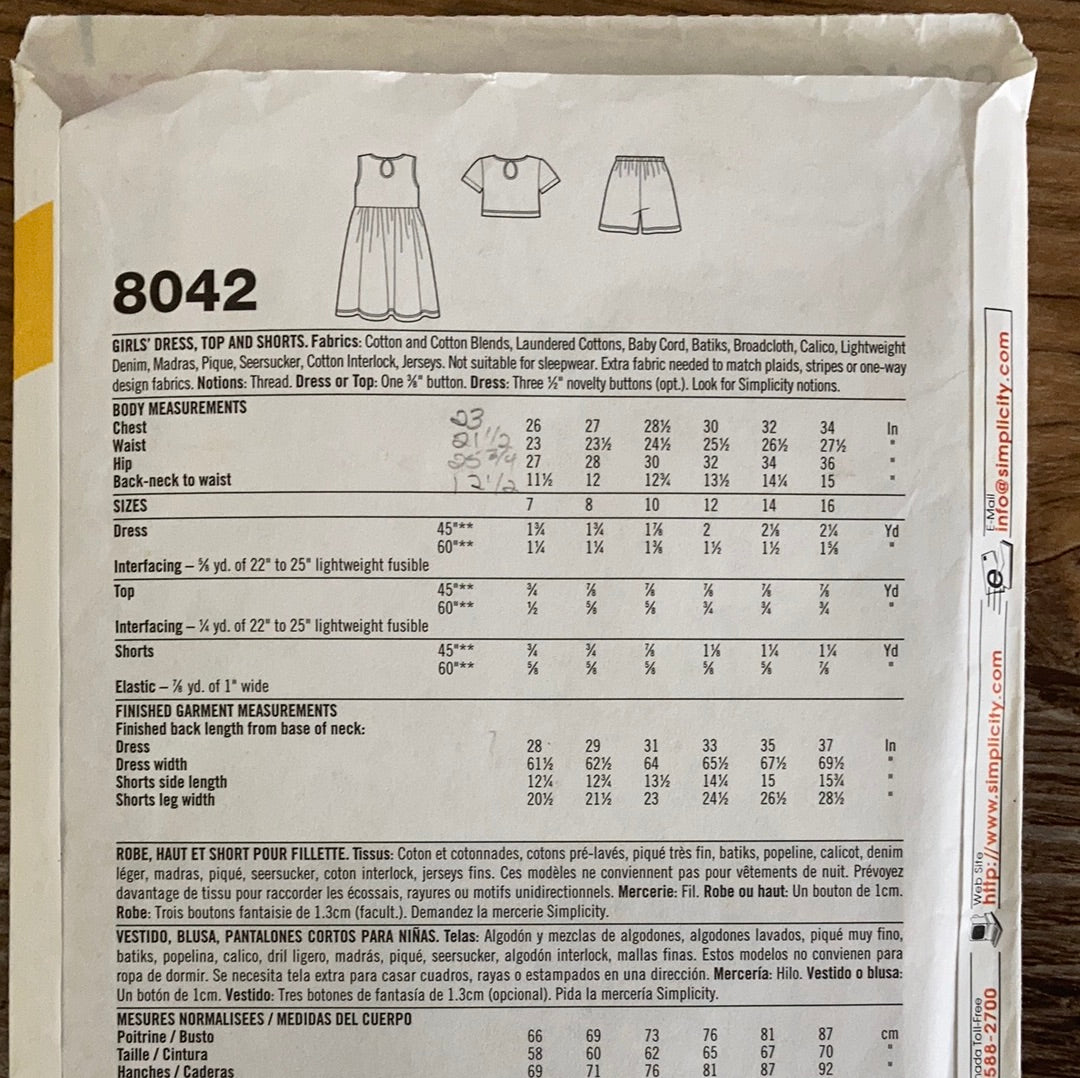 8042
GIRLS' DRESS, TOP AND SHORTS. Fabrics: Cotton and Cotton Blends, Laundered Cottons, Baby Cord, Batiks, Broadcloth, Calico, Lightweight
Denim, Madras, Pique, Seersucker, Cotton Interlock, Jerseys. Not suitable for sleepwear. Extra fabric needed to match plaids, stripes or one-way
design fabrics. Notions: Thread. Dress or Top: One ⅜" button. Dress: Three ½" novelty buttons (opt.). Look for Simplicity notions.
BODY MEASUREMENTS
Chest 23 26 27 28½ 30 32 34 In
Waist 21 1/2 23 23½ 24½ 25½ 26½ 27½ "
Hip 25 3/4 27 28 30 32 34 36 "
Back-neck to waist 12 1/2 11½ 12 12¾ 13½ 14¼ 15 "
SIZES 7 8 10 12 14 16
Dress 45"** 1¾ 1¾ 1⅞ 2 2⅛ 2¼ Yd
60"** 1¼ 1¼ 1⅜ 1½ 1½ 1⅝ "
Interfacing – ⅝ yd. of 22" to 25" lightweight fusible
Top 45"** ¾ ⅞ ⅞ ⅞ ⅞ ⅞ Yd
60"** ½ ⅝ ⅝ ¾ ¾ ¾ "
Interfacing – ¼ yd. of 22" to 25" lightweight fusible
Shorts 45"** ¾ ¾ ⅞ 1⅛ 1¼ 1¼ Yd
60"** ⅝ ⅝ ⅝ ⅝ ⅝ ⅞ "
Elastic – ⅞ yd. of 1" wide
FINISHED GARMENT MEASUREMENTS
Finished back length from base of neck:
Dress 28 29 31 33 35 37 In
Dress width 61½ 62½ 64 65½ 67½ 69½ "
Shorts side length 12¼ 12¾ 13½ 14¼ 15 15¾ "
Shorts leg width 20½ 21½ 23 24½ 26½ 28½ "
ROBE, HAUT ET SHORT POUR FILLETTE. Tissus: Coton et cotonnades, cotons pré-lavés, piqué très fin, batiks, popeline, calicot, denim
léger, madras, piqué, seersucker, coton interlock, jerseys fins. Ces modèles ne conviennent pas pour vêtements de nuit. Prévoyez
davantage de tissu pour raccorder les écossais, rayures ou motifs unidirectionnels. Mercerie: Fil. Robe ou haut: Un bouton de 1cm.
Robe: Trois boutons fantaisie de 1.3cm (facult.). Demandez la mercerie Simplicity.
VESTIDO, BLUSA, PANTALONES CORTOS PARA NIÑAS. Telas: Algodón y mezclas de algodones, algodones lavados, piqué muy fino,
batiks, popelina, calico, dril ligero, madrás, piqué, seersucker, algodón interlock, mallas finas. Estos modelos no convienen para
ropa de dormir. Se necesita tela extra para casar cuadros, rayas o estampados en una dirección. Mercería: Hilo. Vestido o blusa:
Un botón de 1cm. Vestido: Tres botones de fantasía de 1.3cm (opcional). Pida la mercería Simplicity.
MESURES NORMALISEES / MEDIDAS DEL CUERPO
Poitrine / Busto 66 69 73 76 81 87 cm
Taille / Cintura 58 60 62 65 67 70 "
Hanches / Caderas 69 71 76 81 87 92 "
E-Mail
info@simplicity.com
e
Web Site
http://www.simplicity.com
nada Toll-Free
588-2700